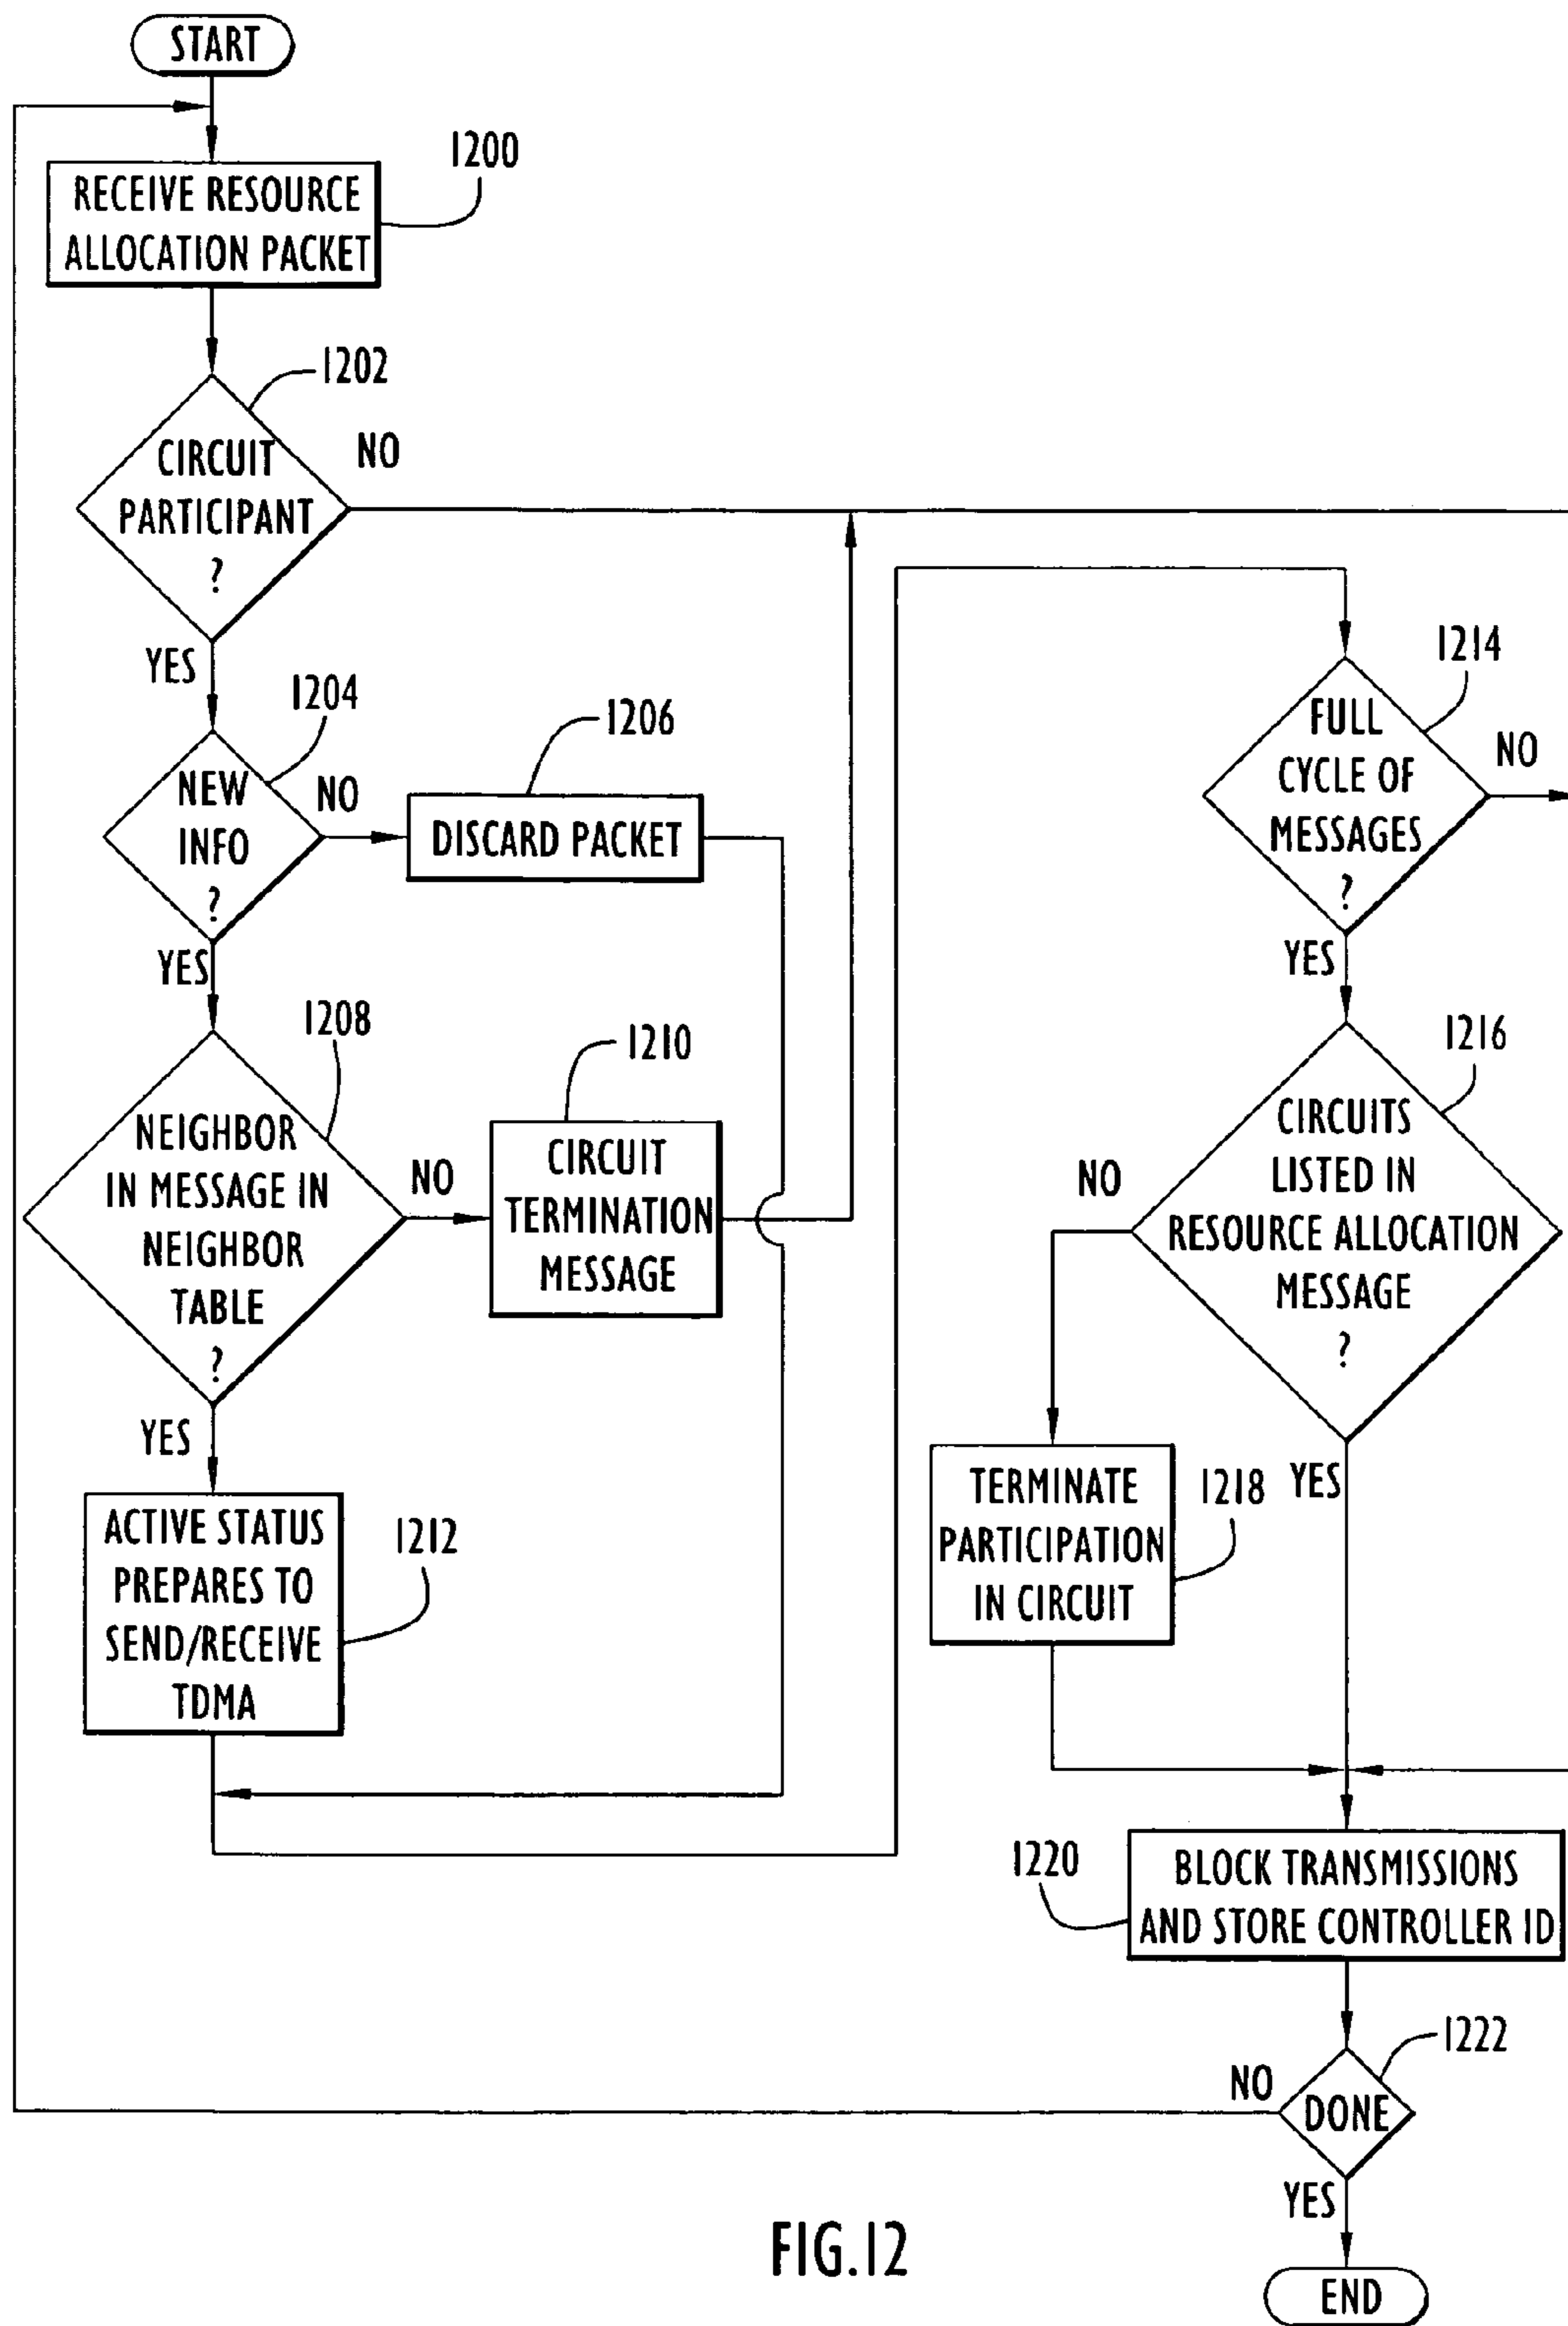 START
1200
RECEIVE RESOURCE
ALLOCATION PACKET
1202
CIRCUIT
PARTICIPANT
?
NO
YES
1204
NEW
INFO
?
NO
1206
DISCARD PACKET
YES
1208
NEIGHBOR
IN MESSAGE IN
NEIGHBOR
TABLE
?
NO
1210
CIRCUIT
TERMINATION
MESSAGE
YES
ACTIVE STATUS
PREPARES TO
SEND/RECEIVE
TDMA
1212
1214
FULL
CYCLE OF
MESSAGES
?
NO
YES
1216
CIRCUITS
LISTED IN
RESOURCE ALLOCATION
MESSAGE
?
NO
YES
TERMINATE
PARTICIPATION
IN CIRCUIT
1218
1220
BLOCK TRANSMISSIONS
AND STORE CONTROLLER ID
1222
DONE
NO
YES
END
FIG.12